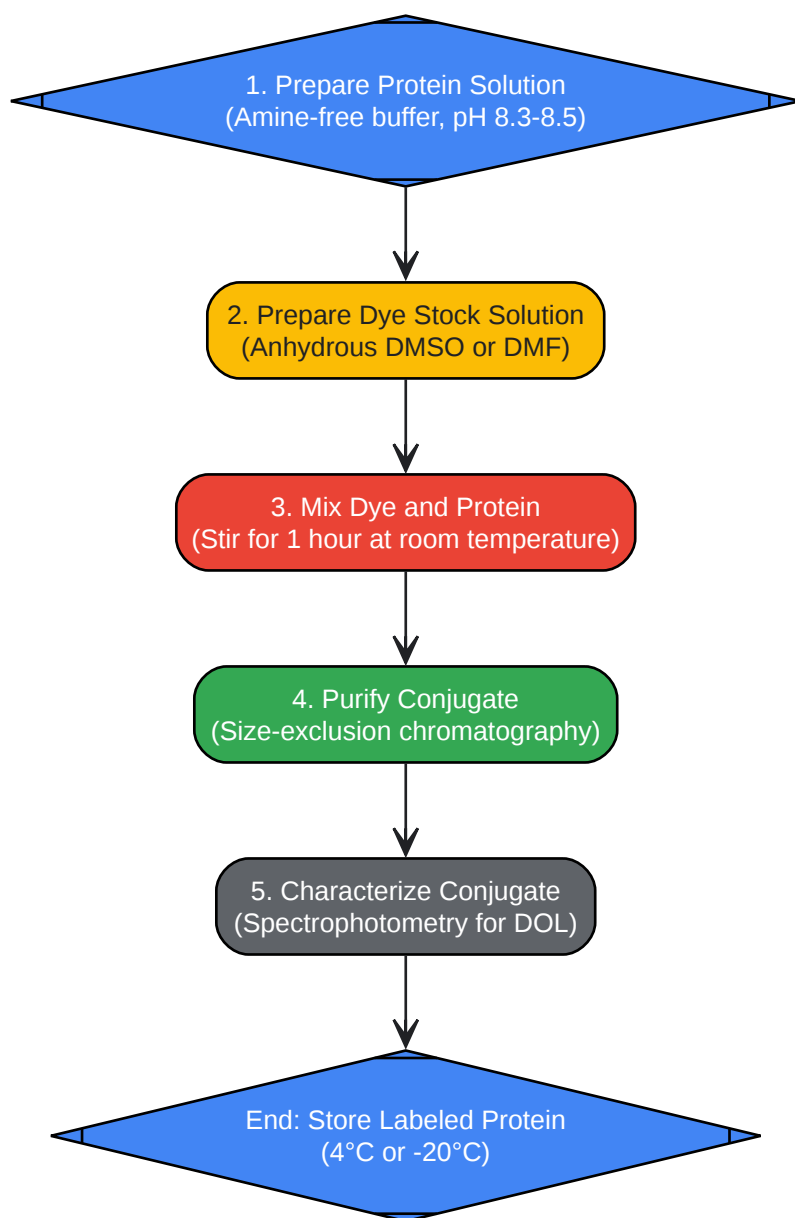 1. Prepare Protein Solution
(Amine-free buffer, pH 8.3-8.5)
2. Prepare Dye Stock Solution
(Anhydrous DMSO or DMF)
3. Mix Dye and Protein
(Stir for 1 hour at room temperature)
4. Purify Conjugate
(Size-exclusion chromatography)
5. Characterize Conjugate
(Spectrophotometry for DOL)
End: Store Labeled Protein
(4°C or -20°C)